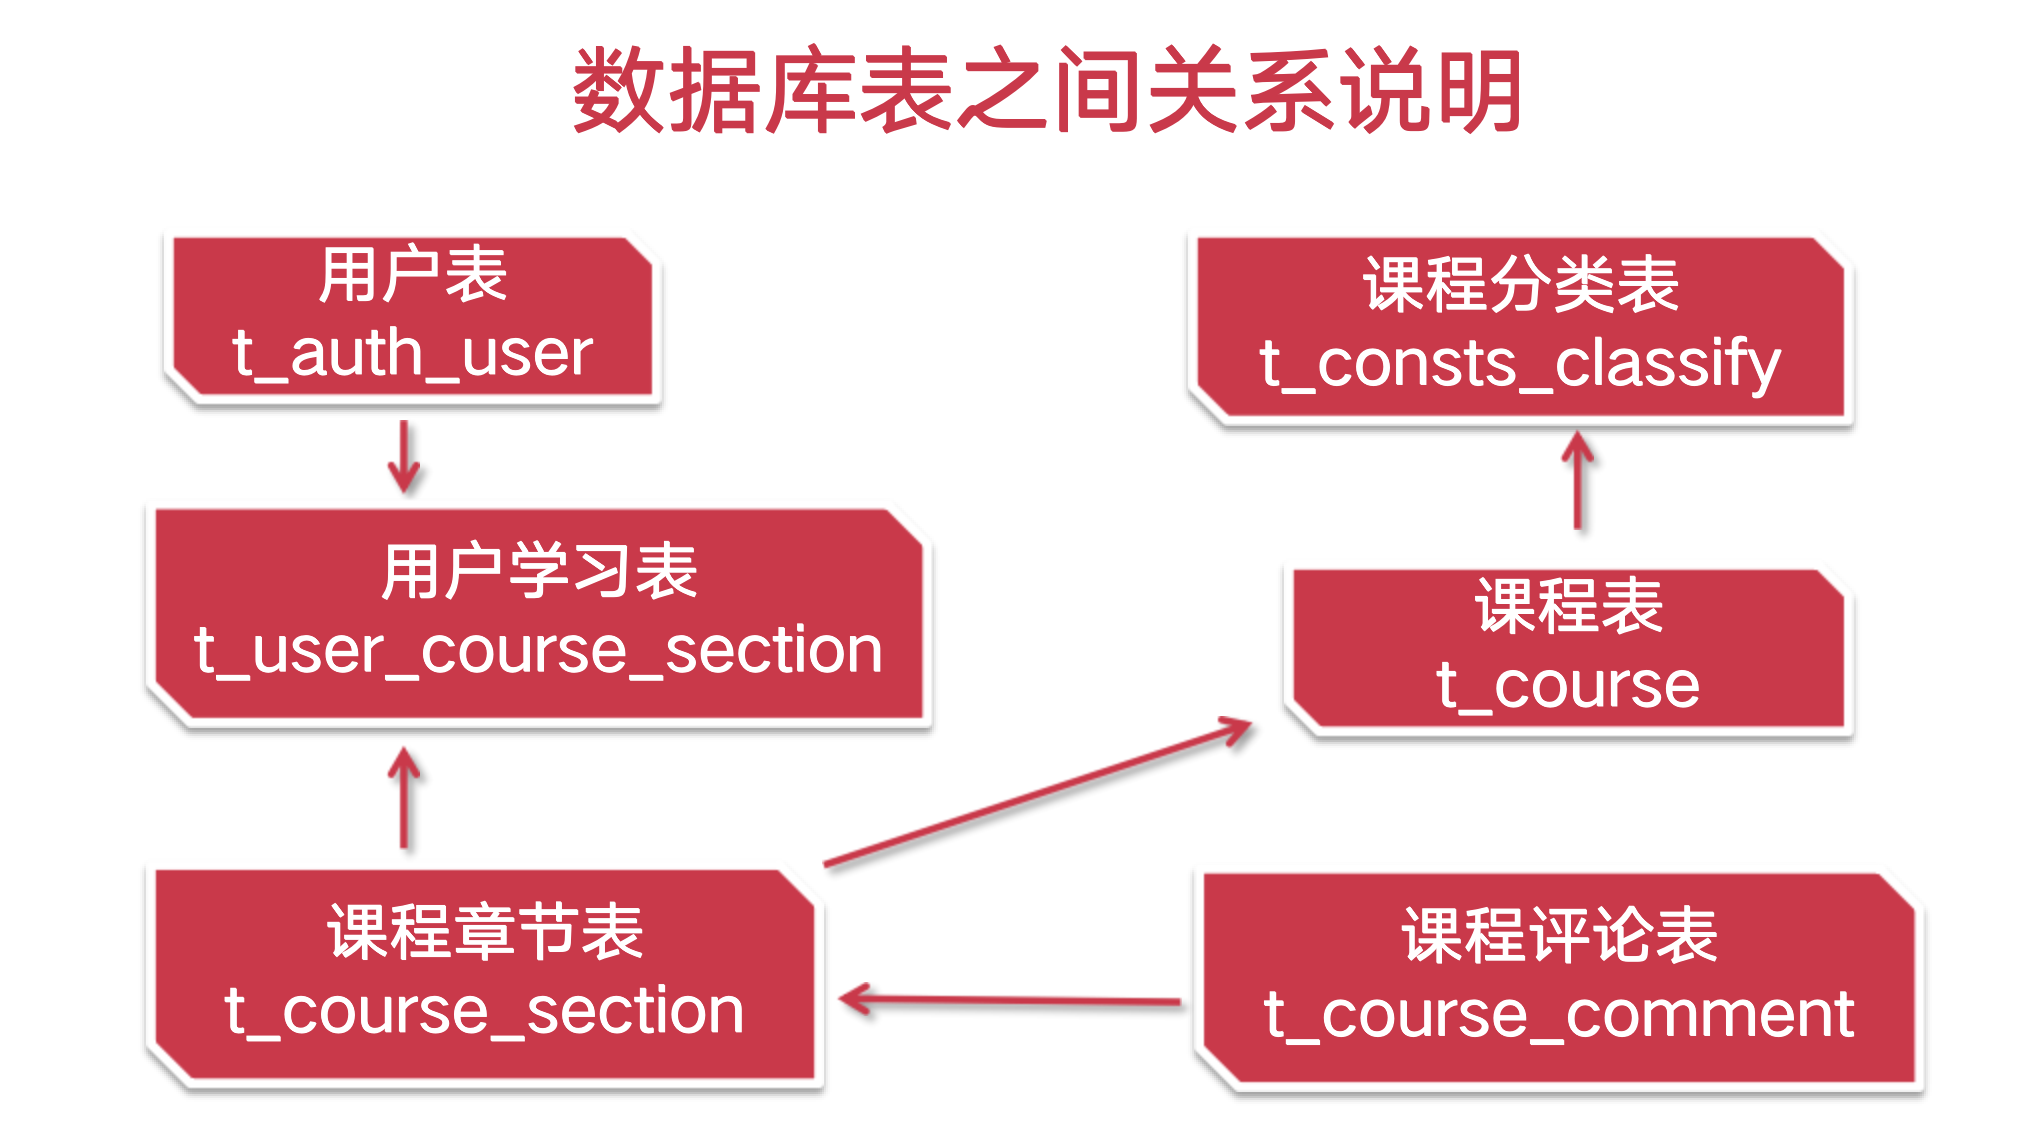 数据库表之间关系说明
用户表
t_auth_user
课程分类表
t_consts_classify
用户学习表
t_user_course_section
课程表
t_course
课程章节表
t_course_section
课程评论表
t_course_comment